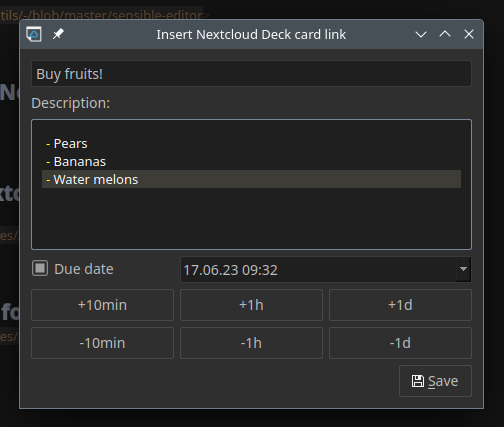 tils/-/blob/master/sensible-editor>
Insert Nextcloud Deck card link
Buy fruits!
Description:
- Pears
- Bananas
- Water melons
Due date
17.06.23 09:32
+10min
+1h
+1d
-10min
-1h
-1d
Save